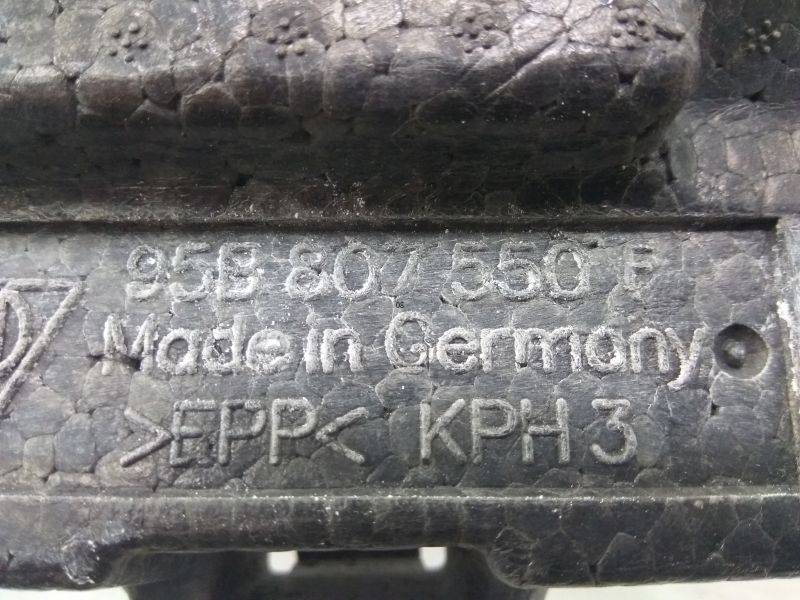 95B 807 550 F
Made in Germany
>EPP< KPH 3